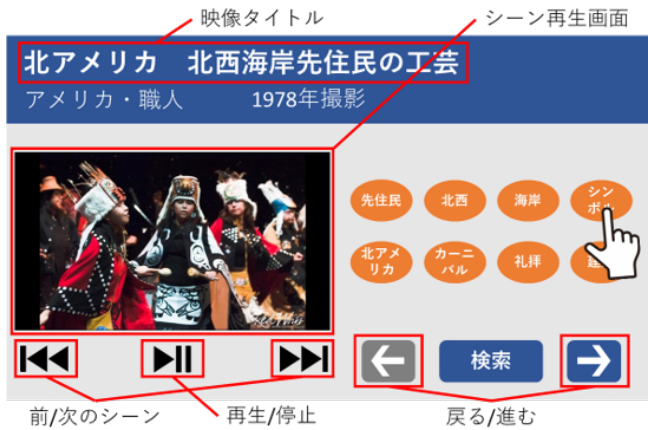 映像タイトル
シーン再生画面
北アメリカ 北西海岸先住民の工芸
アメリカ・職人 1978年撮影
先住民
北西
海岸
シン
ボル
北アメ
リカ
カーニ
バル
礼拝
検索
前/次のシーン
再生/停止
戻る/進む